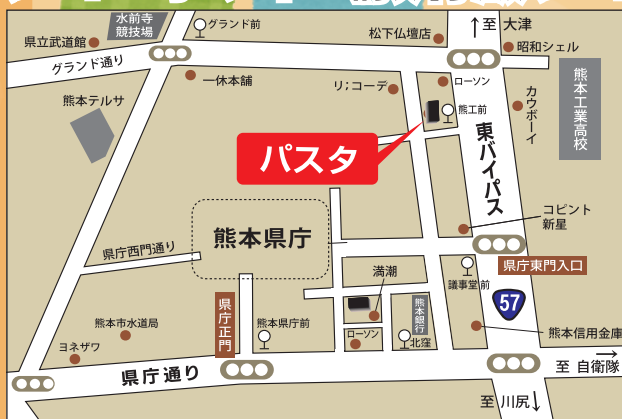 水前寺
競技場
グランド前
県立武道館
グランド通り
松下仏壇店
至 大津
昭和シェル
一休本舗
リ;コーデ
ローソン
熊工前
カウボーイ
熊本工業高校
熊本テルサ
パスタ
東バイパス
コピント
新星
熊本県庁
県庁西門通り
県庁東門入口
満潮
議事堂前
57
県庁正門
熊本県庁前
熊本銀行
ローソン
北窪
熊本市水道局
ヨネザワ
熊本信用金庫
県庁通り
至 自衛隊
至 川尻